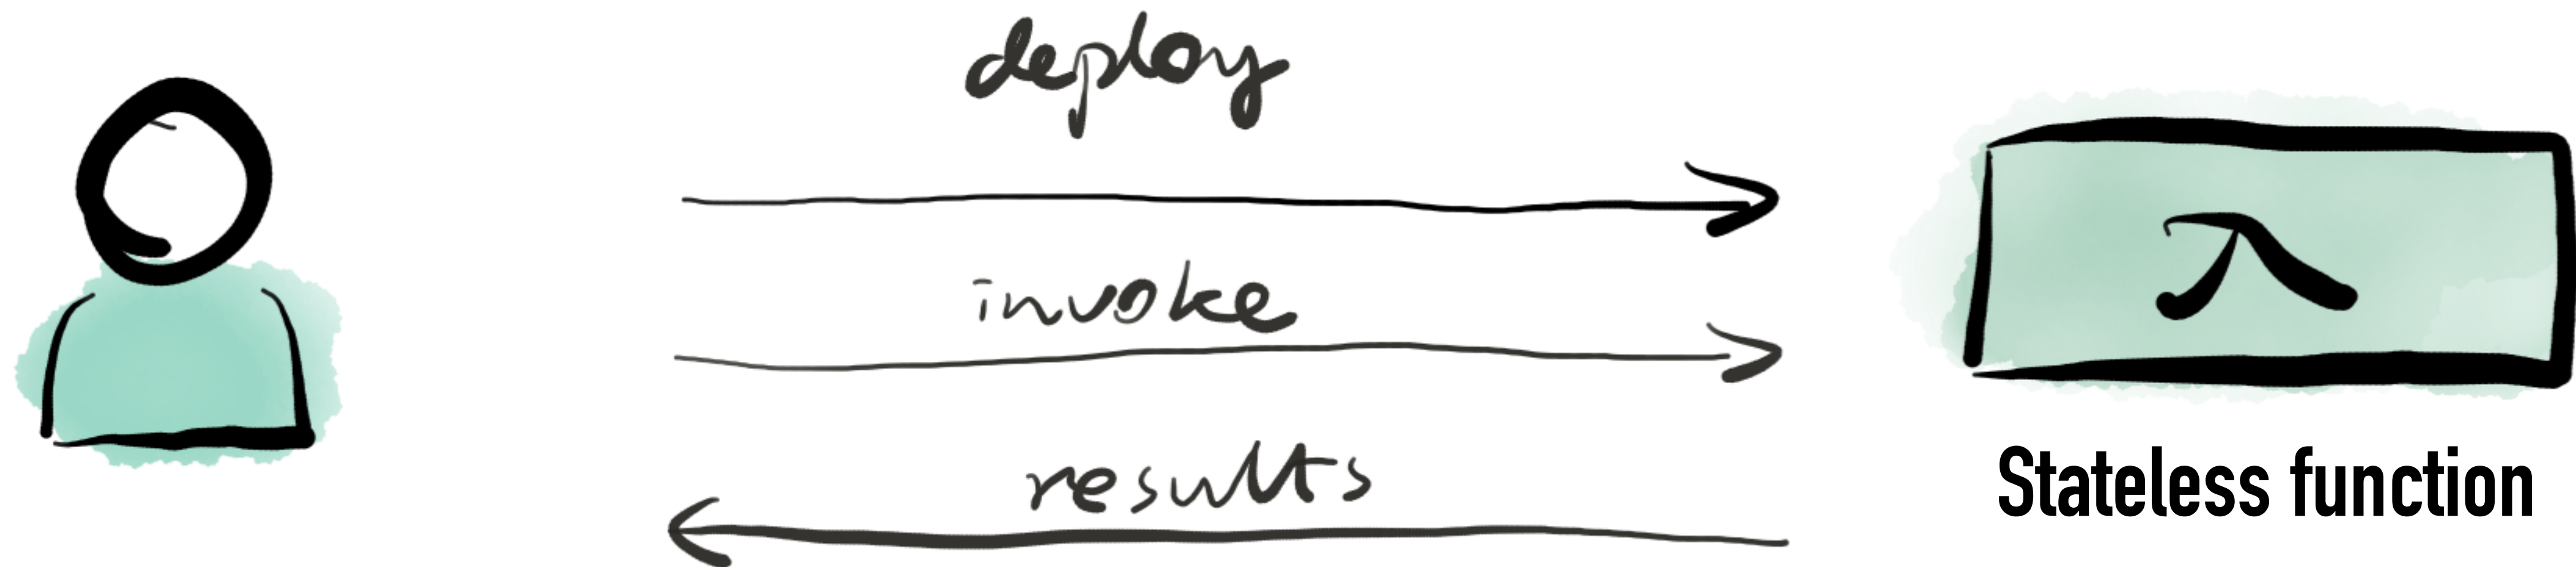 deploy
invoke
λ
results
Stateless function